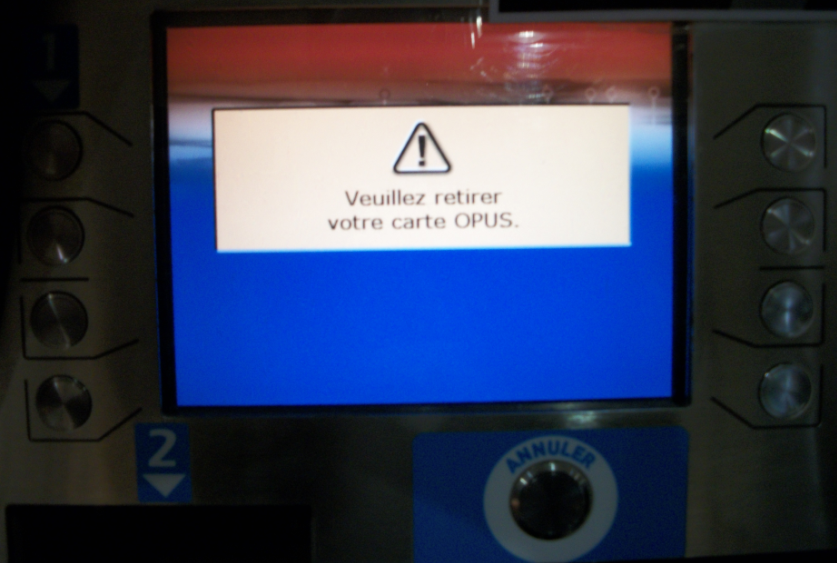 1
Veuillez retirer
votre carte OPUS.
2
ANNULER